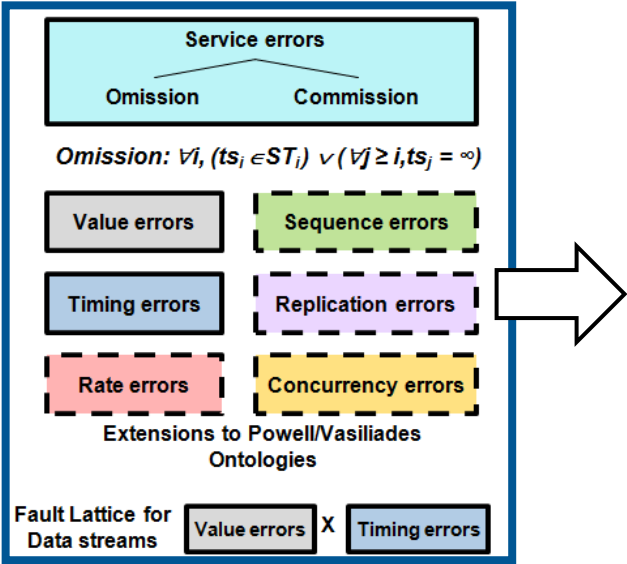 Service errors
Omission Commission
Omission: ∀i, (tsᵢ ∈STᵢ) ∨ (∀j ≥ i,tsⱼ = ∞)
Value errors Sequence errors
Timing errors Replication errors
Rate errors Concurrency errors
Extensions to Powell/Vasiliades
Ontologies
Fault Lattice for
Data streams
Value errors X Timing errors